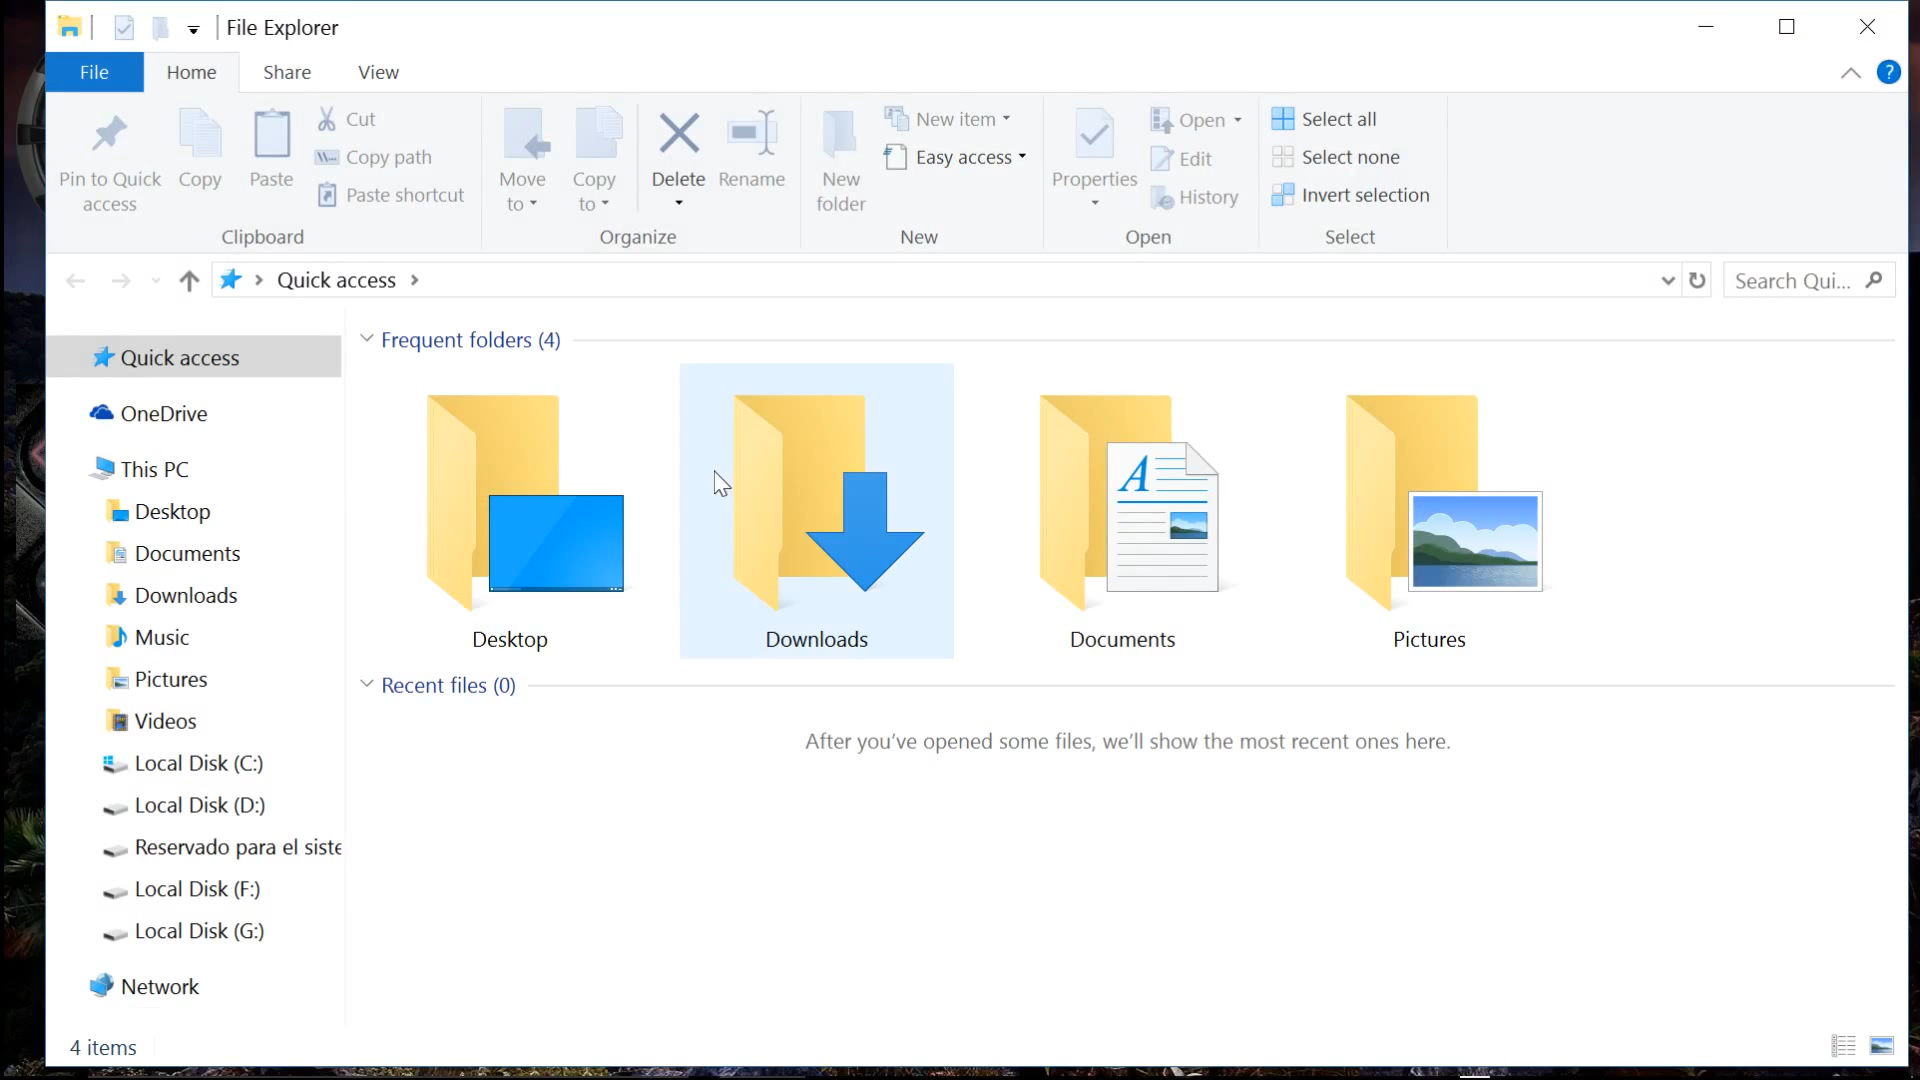 File Explorer
File Home Share View ?
Pin to Quick access
Copy
Paste
Cut
Copy path
Paste shortcut
Clipboard
Move to
Copy to
Delete
Rename
Organize
New folder
New item
Easy access
New
Properties
Open
Edit
History
Open
Select all
Select none
Invert selection
Select
Quick access
Search Qui...
Quick access
OneDrive
This PC
Desktop
Documents
Downloads
Music
Pictures
Videos
Local Disk (C:)
Local Disk (D:)
Reservado para el siste
Local Disk (F:)
Local Disk (G:)
Network
Frequent folders (4)
Desktop
Downloads
A
Documents
Pictures
Recent files (0)
After you've opened some files, we'll show the most recent ones here.
4 items